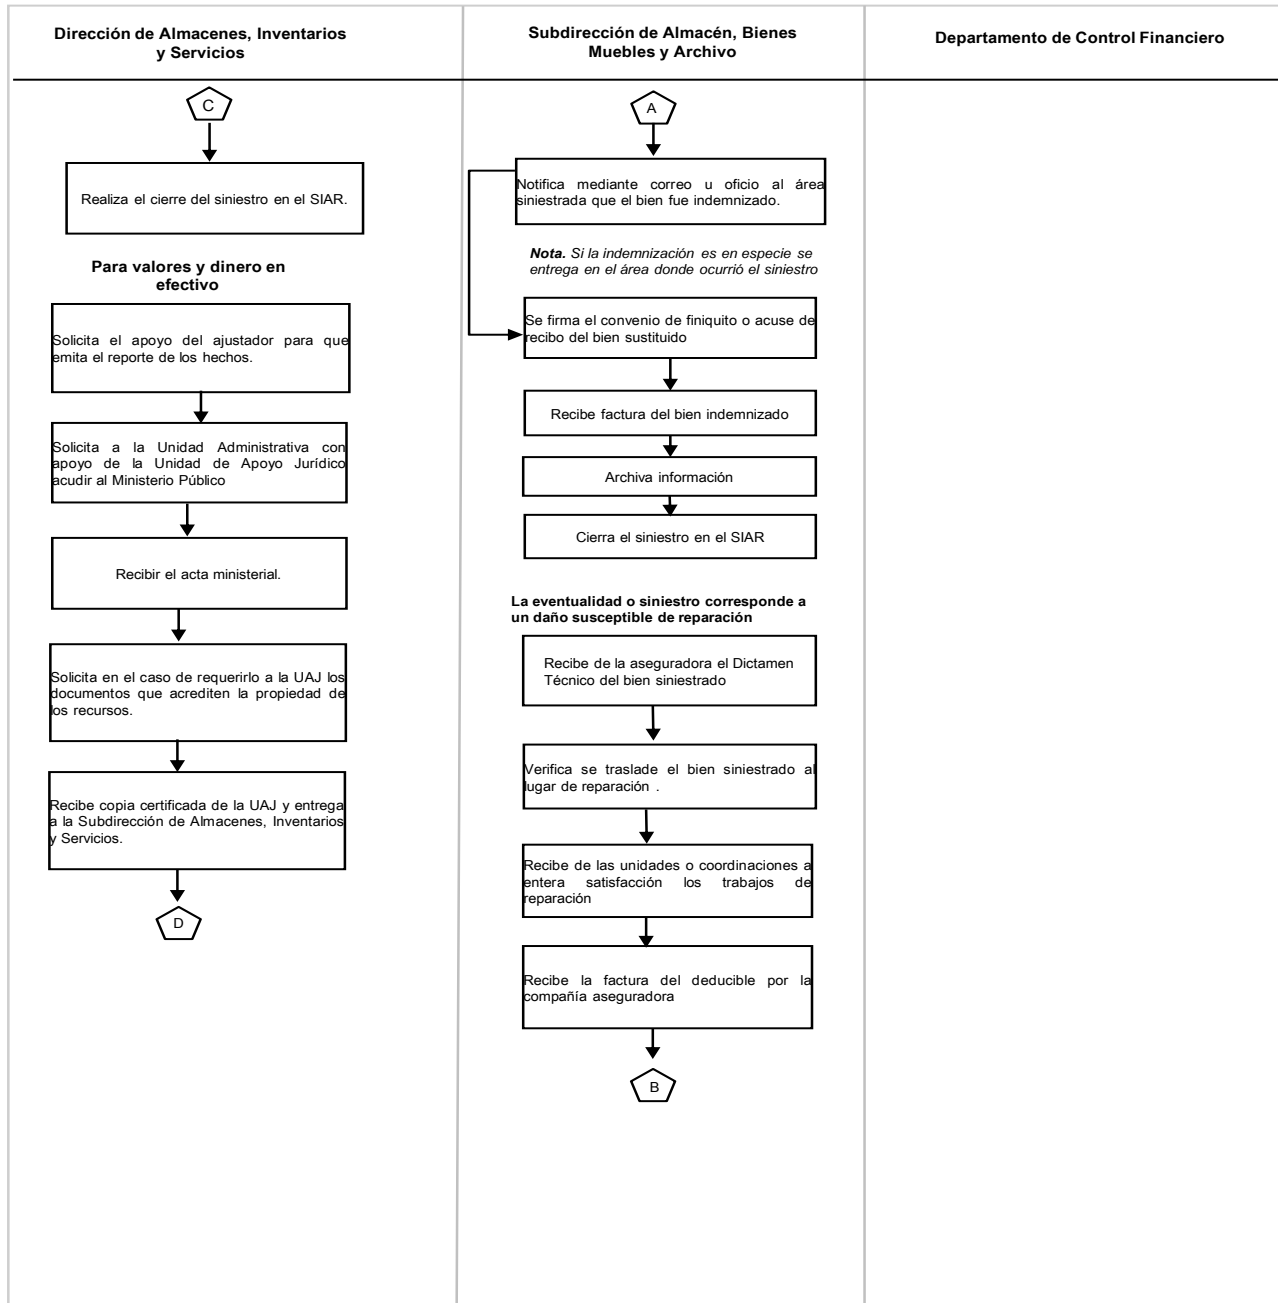 Dirección de Almacenes, Inventarios
y Servicios
Subdirección de Almacén, Bienes
Muebles y Archivo
Departamento de Control Financiero
C
Realiza el cierre del siniestro en el SIAR.
Para valores y dinero en
efectivo
Solicita el apoyo del ajustador para que
emita el reporte de los hechos.
Solicita a la Unidad Administrativa con
apoyo de la Unidad de Apoyo Jurídico
acudir al Ministerio Público
Recibir el acta ministerial.
Solicita en el caso de requerirlo a la UAJ los
documentos que acrediten la propiedad de
los recursos.
Recibe copia certificada de la UAJ y entrega
a la Subdirección de Almacenes, Inventarios
y Servicios.
D
A
Notifica mediante correo u oficio al área
siniestrada que el bien fue indemnizado.
Nota. Si la indemnización es en especie se
entrega en el área donde ocurrió el siniestro
Se firma el convenio de finiquito o acuse de
recibo del bien sustituido
Recibe factura del bien indemnizado
Archiva información
Cierra el siniestro en el SIAR
La eventualidad o siniestro corresponde a
un daño susceptible de reparación
Recibe de la aseguradora el Dictamen
Técnico del bien siniestrado
Verifica se traslade el bien siniestrado al
lugar de reparación .
Recibe de las unidades o coordinaciones a
entera satisfacción los trabajos de
reparación
Recibe la factura del deducible por la
compañía aseguradora
B